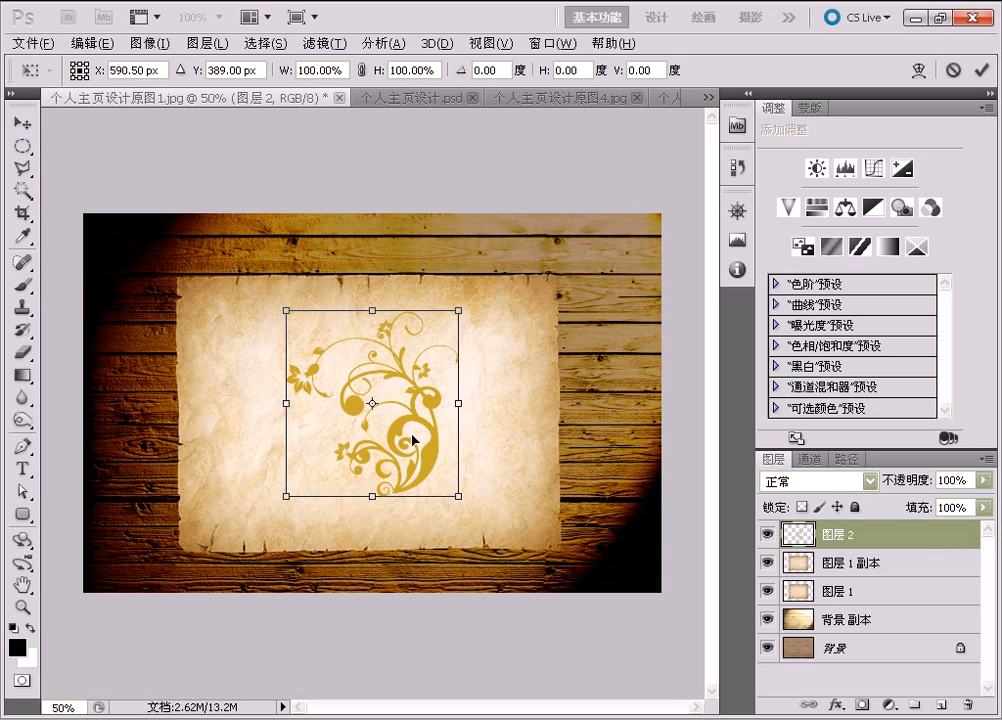 Ps Br Mb 100% 基本功能 设计 绘画 摄影 CS Live
文件(F) 编辑(E) 图像(I) 图层(L) 选择(S) 滤镜(T) 分析(A) 3D(D) 视图(V) 窗口(W) 帮助(H)
X: 590.50 px Y: 389.00 px W: 100.00% H: 100.00% 0.00 度 H: 0.00 度 V: 0.00 度
个人主页设计原图1.jpg @ 50% (图层 2, RGB/8) * 个人主页设计.psd 个人主页设计原图4.jpg 个人
Mb
调整 蒙版
添加调整
"色阶"预设
"曲线"预设
"曝光度"预设
"色相/饱和度"预设
"黑白"预设
"通道混和器"预设
"可选颜色"预设
图层 通道 路径
正常 不透明度: 100%
锁定: 填充: 100%
图层 2
图层 1 副本
图层 1
背景 副本
背景
50% 文档:2.62M/13.2M